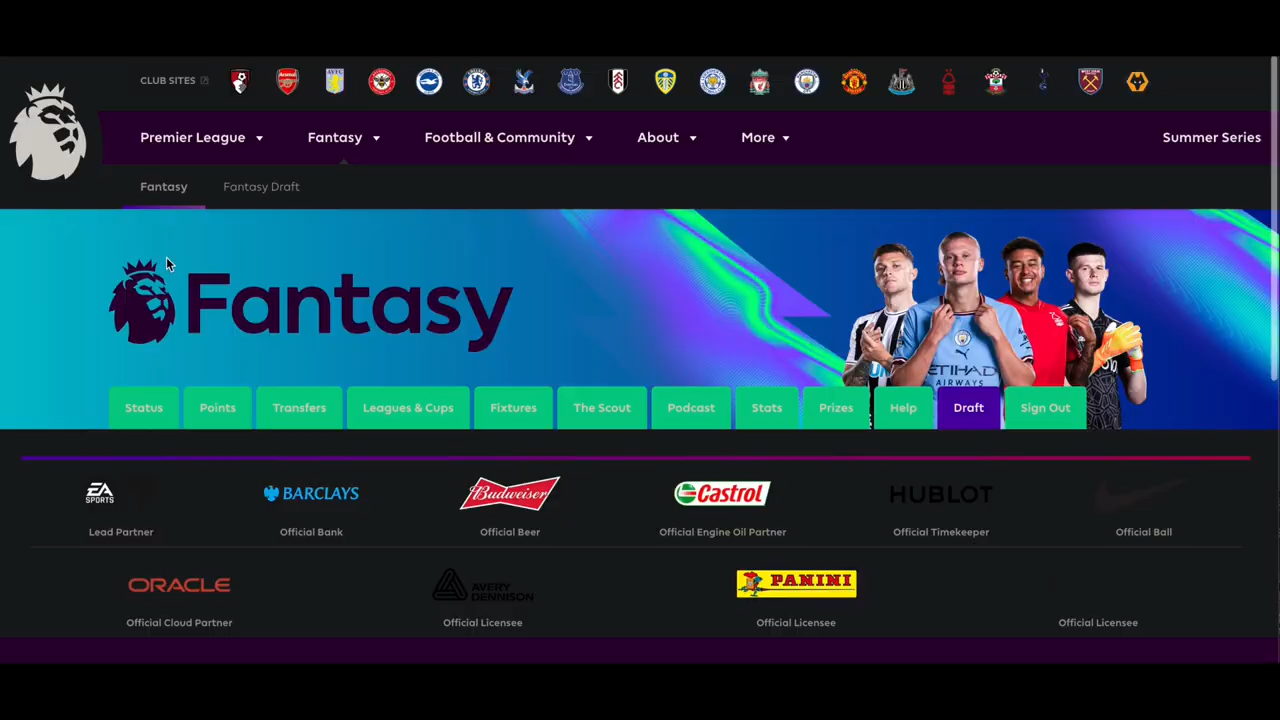 CLUB SITES
Premier League Fantasy Football & Community About More Summer Series
Fantasy Fantasy Draft
Fantasy
ETIHAD
AIRWAYS
Status Points Transfers Leagues & Cups Fixtures The Scout Podcast Stats Prizes Help Draft Sign Out
EA SPORTS BARCLAYS Budweiser Castrol HUBLOT
Lead Partner Official Bank Official Beer Official Engine Oil Partner Official Timekeeper Official Ball
ORACLE AVERY DENNISON PANINI
Official Cloud Partner Official Licensee Official Licensee Official Licensee